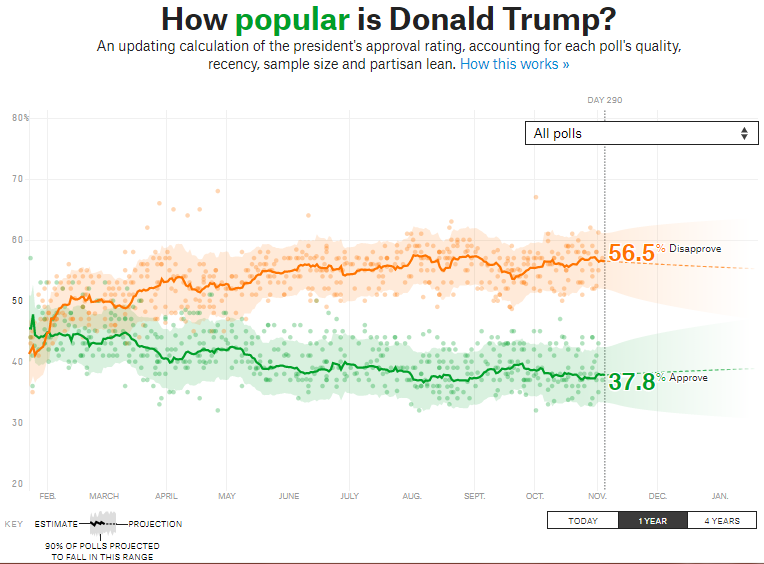 How popular is Donald Trump?
An updating calculation of the president's approval rating, accounting for each poll's quality,
recency, sample size and partisan lean. How this works »
DAY 290
All polls
80%
70
60
50
40
30
20
56.5% Disapprove
37.8% Approve
FEB. MARCH APRIL MAY JUNE JULY AUG. SEPT. OCT. NOV. DEC. JAN.
KEY ESTIMATE PROJECTION
90% OF POLLS PROJECTED
TO FALL IN THIS RANGE
TODAY 1 YEAR 4 YEARS